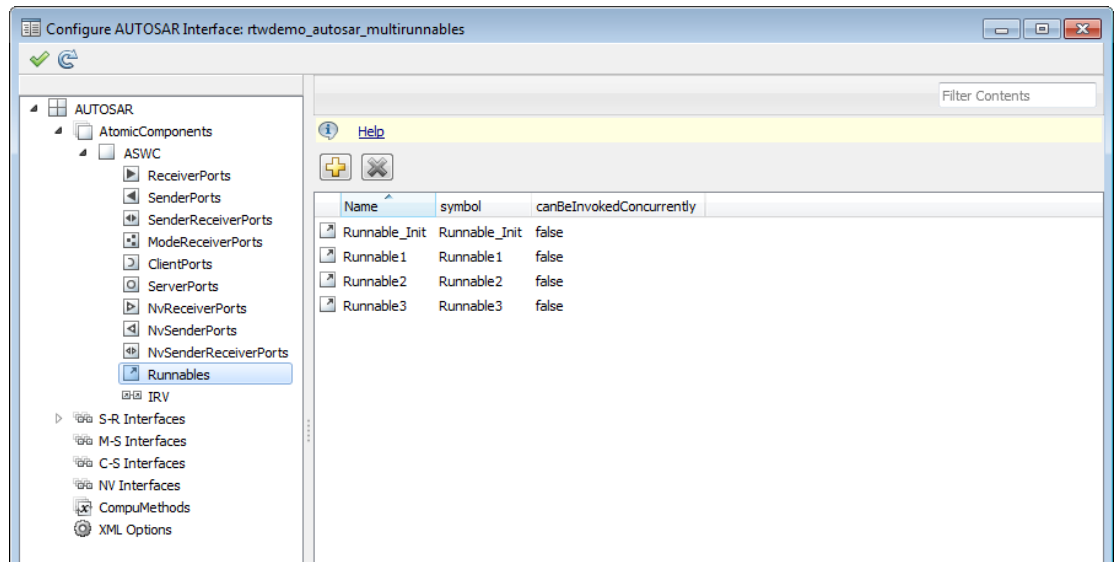 Configure AUTOSAR Interface: rtwdemo_autosar_multirunnables
Filter Contents
AUTOSAR
AtomicComponents
ASWC
ReceiverPorts
SenderPorts
SenderReceiverPorts
ModeReceiverPorts
ClientPorts
ServerPorts
NvReceiverPorts
NvSenderPorts
NvSenderReceiverPorts
Runnables
IRV
S-R Interfaces
M-S Interfaces
C-S Interfaces
NV Interfaces
CompuMethods
XML Options
Help
Name symbol canBeInvokedConcurrently
Runnable_Init Runnable_Init false
Runnable1 Runnable1 false
Runnable2 Runnable2 false
Runnable3 Runnable3 false